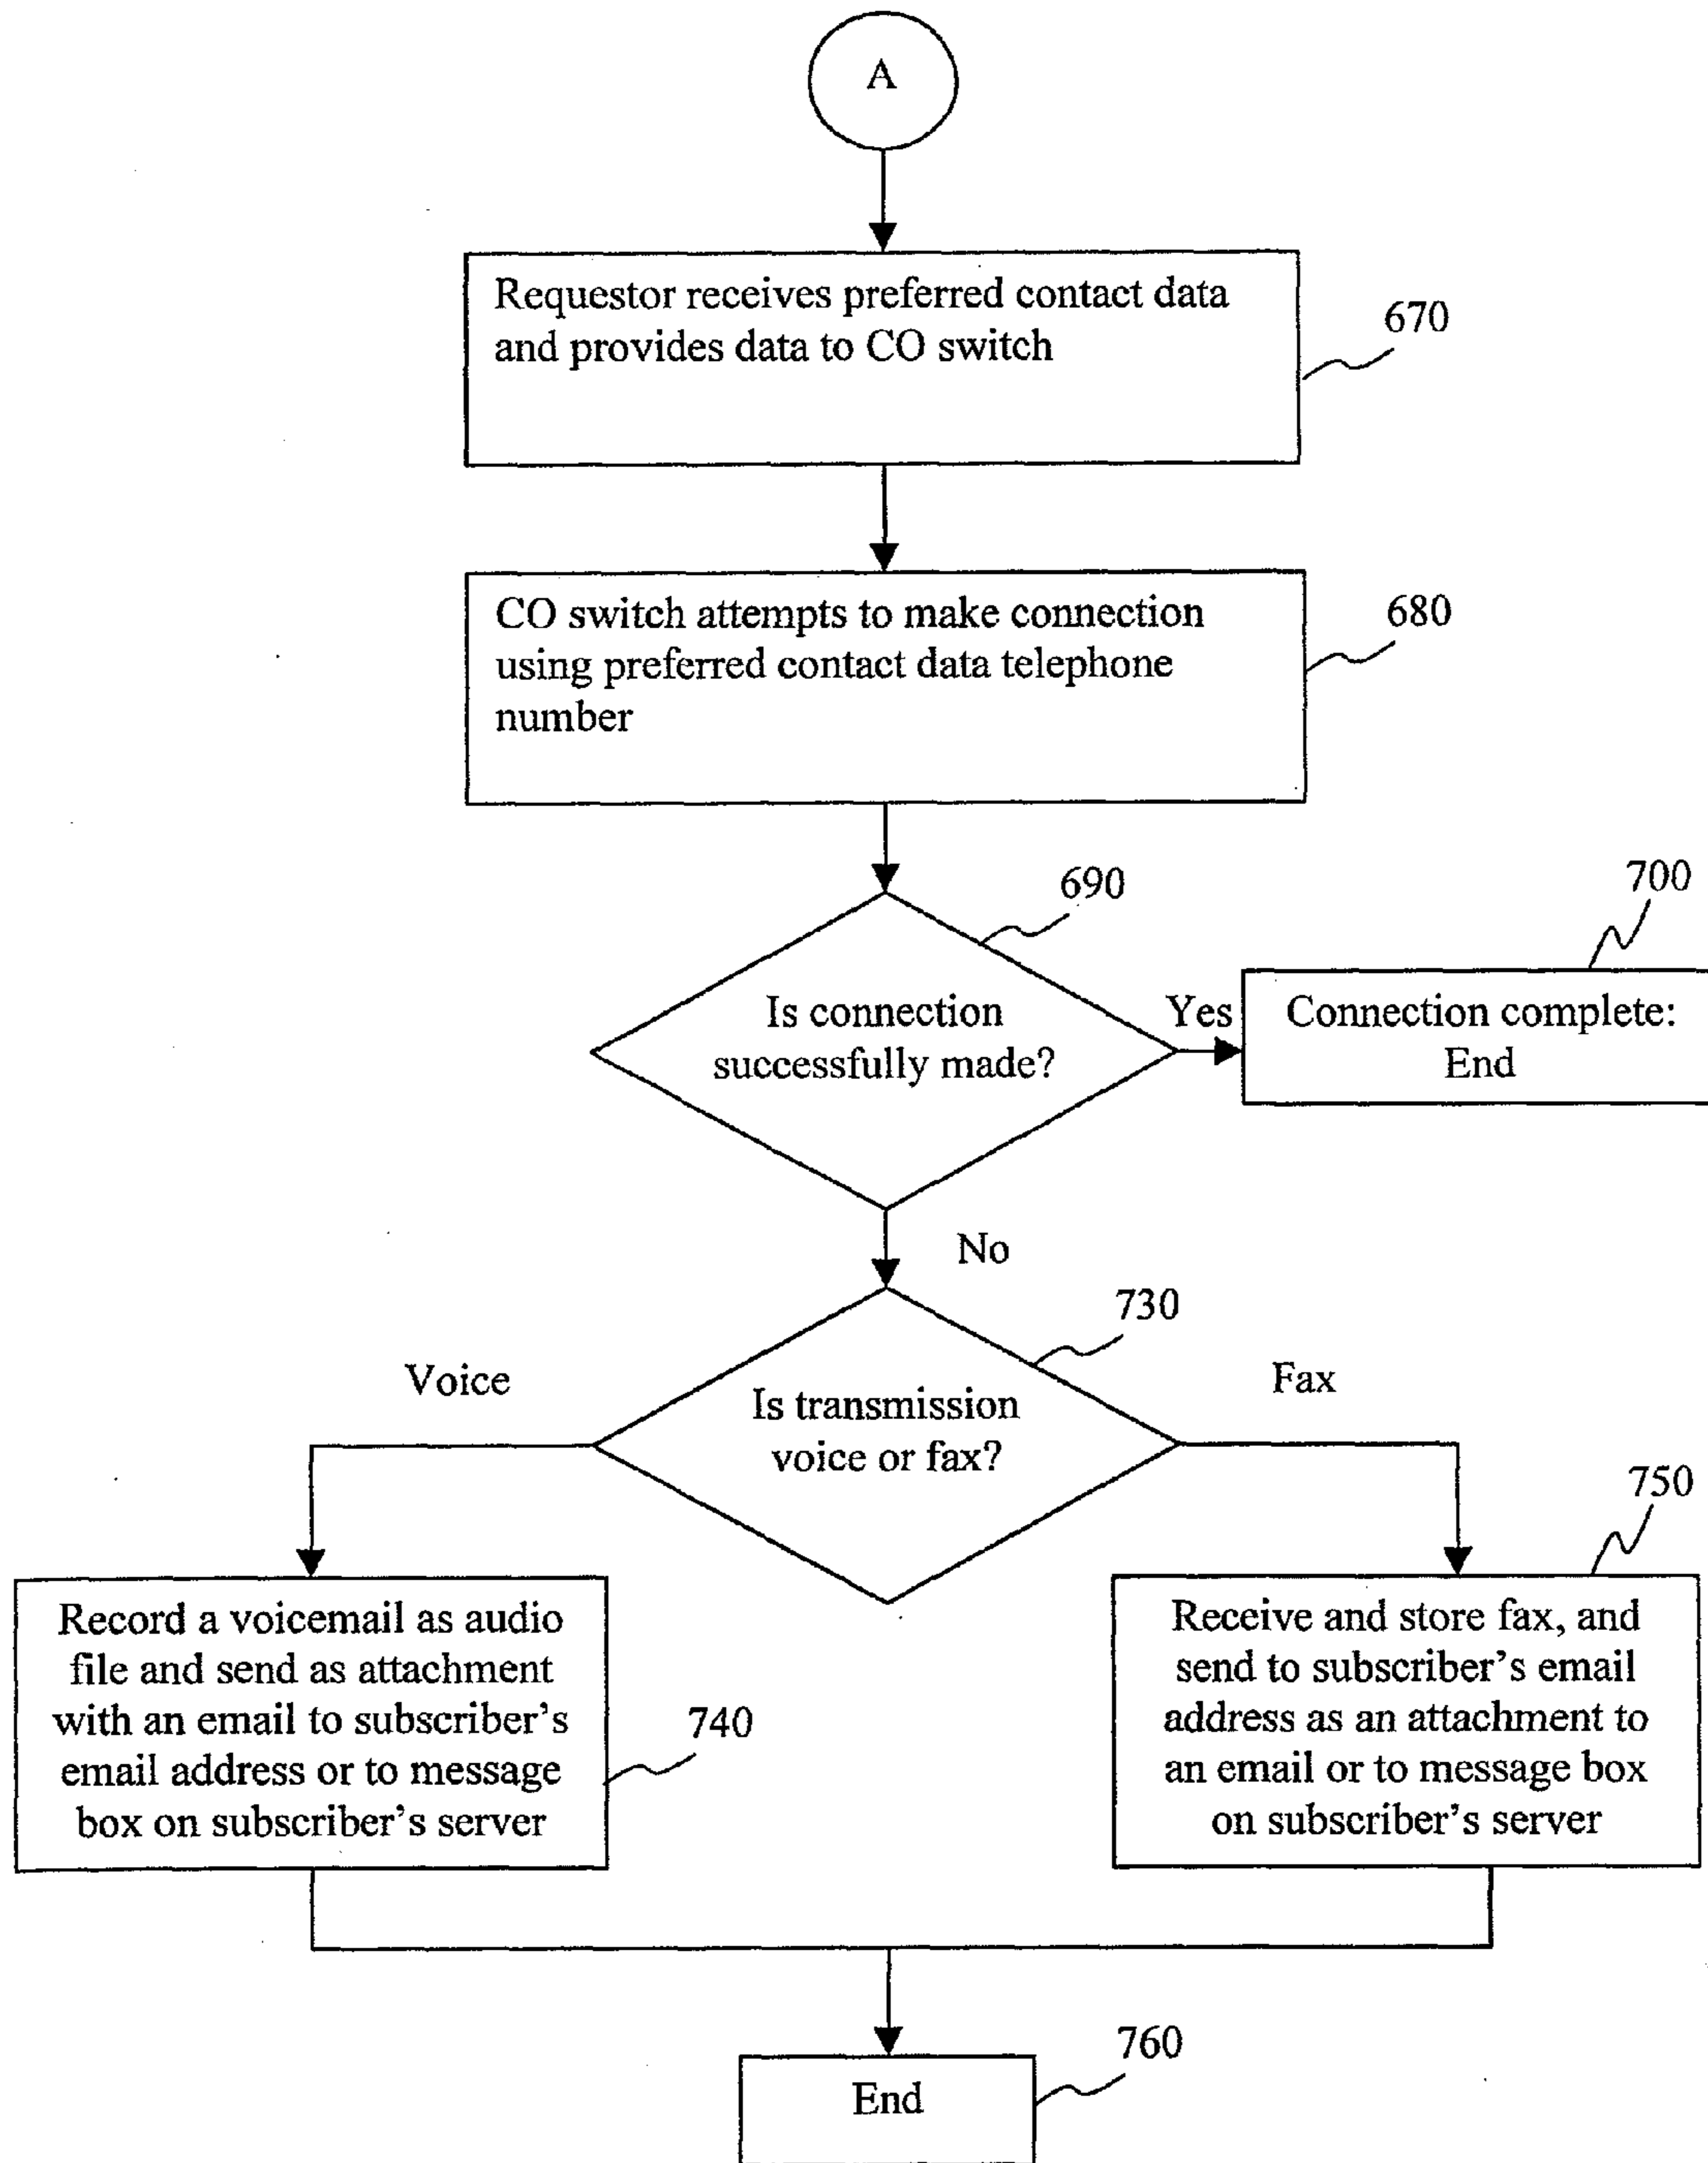 A
Requestor receives preferred contact data
and provides data to CO switch
670
CO switch attempts to make connection
using preferred contact data telephone
number
680
690
700
Is connection
successfully made?
Yes
Connection complete:
End
No
730
Voice
Fax
Is transmission
voice or fax?
750
Record a voicemail as audio
file and send as attachment
with an email to subscriber's
email address or to message
box on subscriber's server
740
Receive and store fax, and
send to subscriber's email
address as an attachment to
an email or to message box
on subscriber's server
760
End